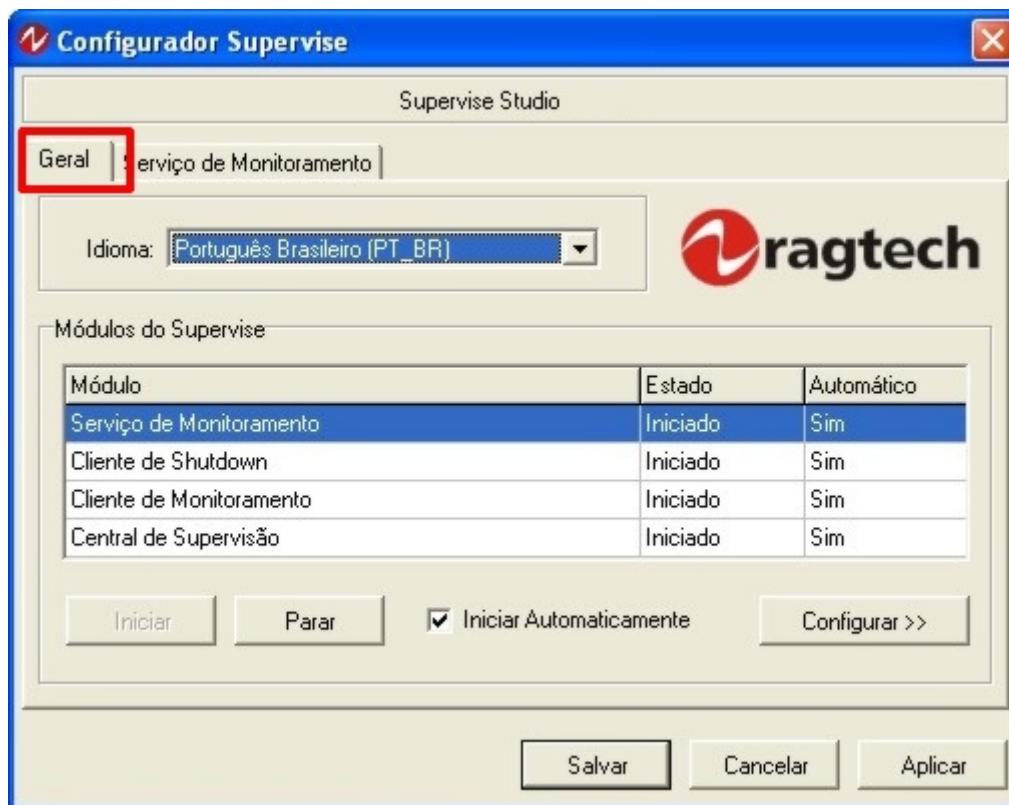 Configurador Supervise
Supervise Studio
Geral
erviço de Monitoramento
Idioma: Português Brasileiro (PT_BR)
ragtech
Módulos do Supervise
Módulo Estado Automático
Serviço de Monitoramento Iniciado Sim
Cliente de Shutdown Iniciado Sim
Cliente de Monitoramento Iniciado Sim
Central de Supervisão Iniciado Sim
Iniciar Parar Iniciar Automaticamente Configurar >>
Salvar Cancelar Aplicar